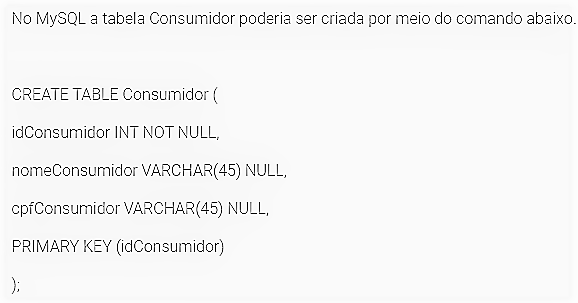 No MySQL a tabela Consumidor poderia ser criada por meio do comando abaixo.
CREATE TABLE Consumidor (
idConsumidor INT NOT NULL,
nomeConsumidor VARCHAR(45) NULL,
cpfConsumidor VARCHAR(45) NULL,
PRIMARY KEY (idConsumidor)
);